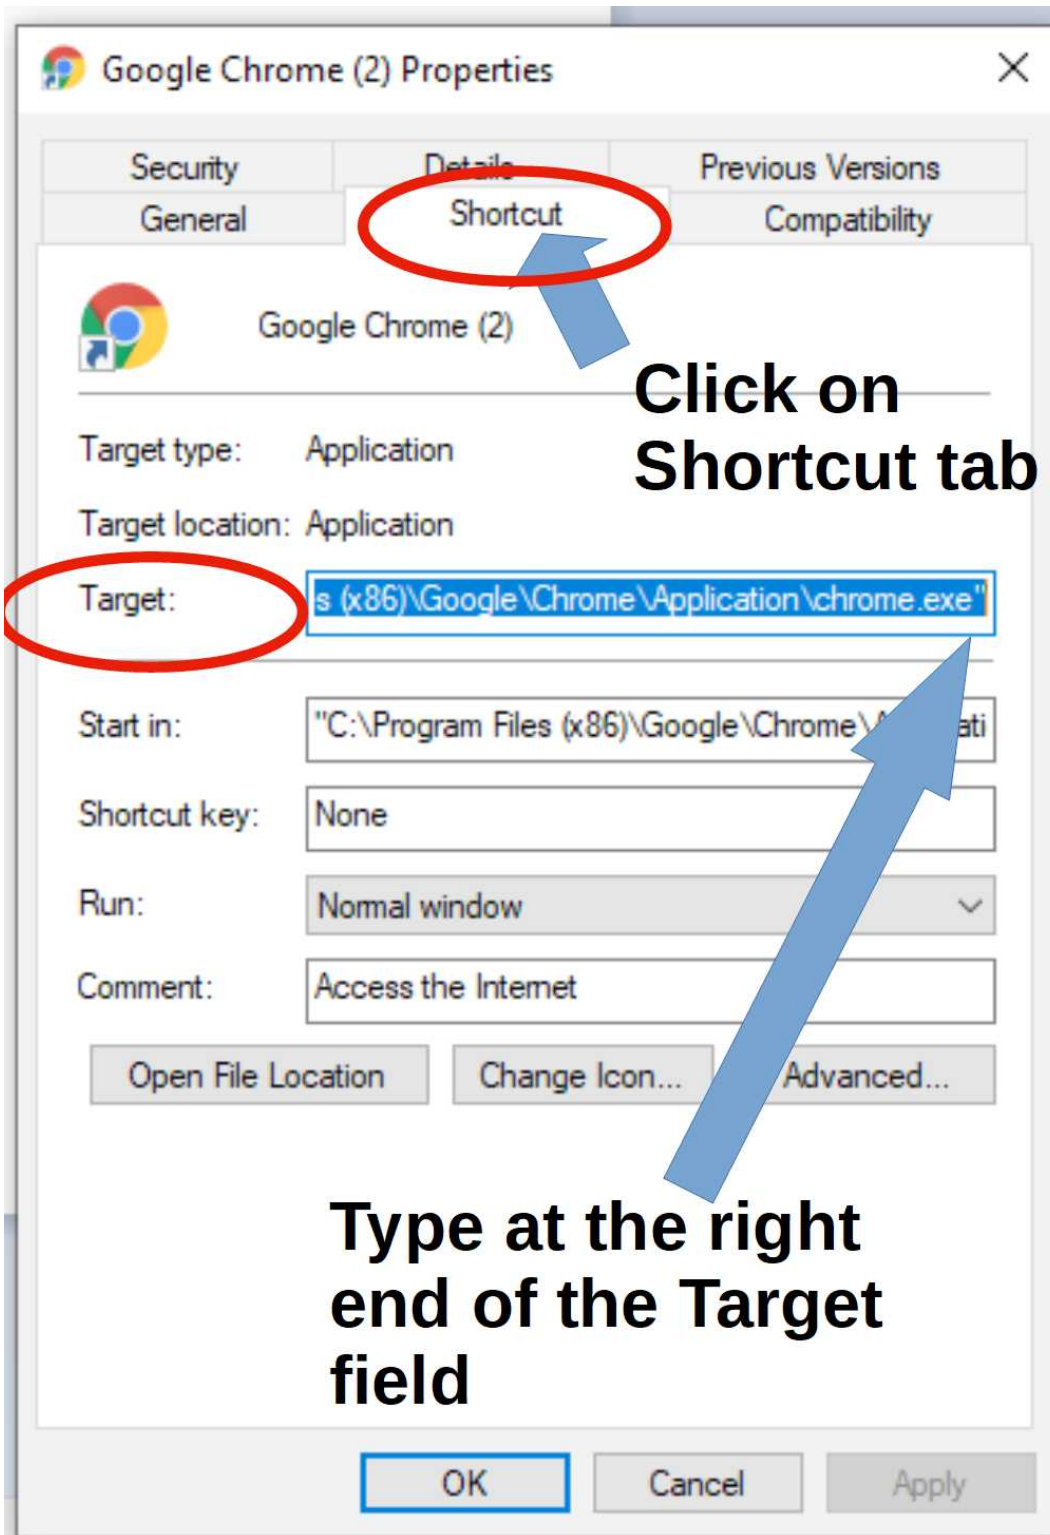 Google Chrome (2) Properties
Security Details Previous Versions
General Shortcut Compatibility
Google Chrome (2)
Click on
Shortcut tab
Target type: Application
Target location: Application
Target: s (x86)\Google\Chrome\Application\chrome.exe"
Start in: "C:\Program Files (x86)\Google\Chrome\
Shortcut key: None
Run: Normal window
Comment: Access the Internet
Open File Location Change Icon... Advanced...
Type at the right
end of the Target
field
OK Cancel Apply